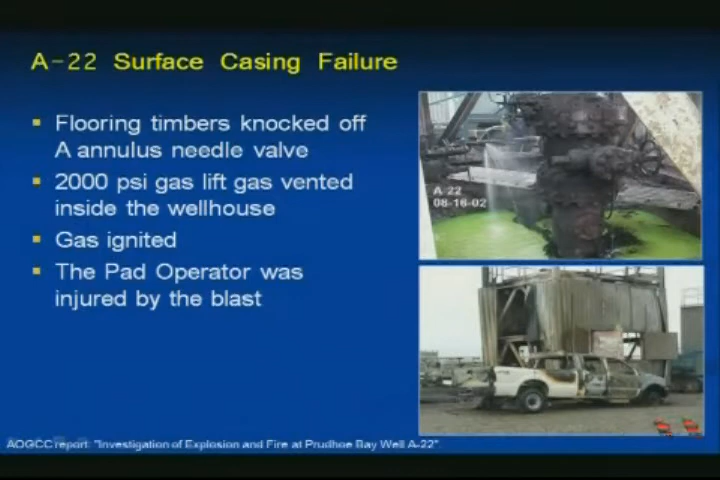 A-22 Surface Casing Failure
Flooring timbers knocked off
A annulus needle valve
2000 psi gas lift gas vented
inside the wellhouse
Gas ignited
The Pad Operator was
injured by the blast
A 22
08-16-02
AOGCC report: "Investigation of Explosion and Fire at Prudhoe Bay Well A-22".